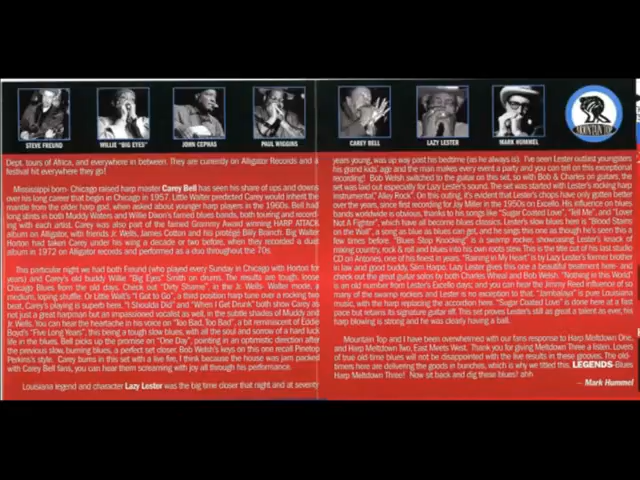 STEVE FREUND
WILLIE "BIG EYES"
JOHN CEPHAS
PAUL WIGGINS
CAREY BELL
LAZY LESTER
MARK HUMMEL
MOUNTAIN TOP
Dept. tours of Africa, and everywhere in between. They are currently on Alligator Records and a
festival hit everywhere they go!
Mississippi born- Chicago raised harp master Carey Bell has seen his share of ups and downs
over his long career that begin in Chicago in 1957. Little Walter predicted Carey would inherit the
mantle from the older harp god, when asked about younger harp players in the 1960s. Bell had
long stints in both Muddy Waters and Willie Dixon's famed blues bands, both touring and record-
ing with each artist. Carey was also part of the famed Grammy Award winning HARP ATTACK
album on Alligator, with friends Jr. Wells, James Cotton and his protege Billy Branch. Big Walter
Horton had taken Carey under his wing a decade or two before, when they recorded a duet
album in 1972 on Alligator records and performed as a duo throughout the 70s.
This particular night we had both Freund (who played every Sunday in Chicago with Horton for
years) and Carey's old buddy Willie "Big Eyes" Smith on drums. The results are tough, loose
Chicago Blues from the old days. Check out "Dirty Shame", in the Jr. Wells- Walter mode, a
medium, loping shuffle. Or Little Walt's "I Got to Go", a third position harp tune over a rocking two
beat, Carey's playing is superb here. "I Shoulda Did" and "When I Get Drunk" both show Carey as
not just a great harpman but an impassioned vocalist as well, in the subtle shades of Muddy and
Jr. Wells. You can hear the heartache in his voice on "Too Bad, Too Bad", a bit reminescent of Eddie
Boyd's "Five Long Years", this being a tough slow blues, with all the soul and sorrow of a hard luck
life in the blues. Bell picks up the promise on "One Day", pointing in an optimistic direction after
the previous slow, burning blues, a perfect set closer. Bob Welsh's keys on this one recall Pinetop
Perkins's style. Carey burns in this set with a live fire, I think because the house was jam packed
with Carey Bell fans, you can hear them screaming with joy all through his performance.
Louisiana legend and character Lazy Lester was the big time closer that night and at seventy
years young, was up way past his bedtime (as he always is). I've seen Lester outlast youngsters
his grand kids' age and the man makes every event a party and you can tell on this exceptional
recording! Bob Welsh switched to the guitar on this set, so with Bob & Charles on guitars, the
set was laid out especially for Lazy Lester's sound. The set was started with Lester's rocking harp
instrumental," Alley Rock". On this outing, it's evident that Lester's chops have only gotten better
over the years, since first recording for Jay Miller in the 1950s on Excello. His influence on blues
bands worldwide is obvious, thanks to his songs like "Sugar Coated Love", "Tell Me", and "Lover
Not A Fighter", which have all become blues classics. Lester's slow blues here is "Blood Stains
on the Wall", a song as blue as blues can get, and he sings this one as though he's seen this a
few times before. "Blues Stop Knocking" is a swamp rocker, showcasing Lester's knack of
mixing country, rock & roll and blues into his own roots stew. This is the title cut of his last studio
CD on Antones, one of his finest in years. "Raining in My Heart" is by Lazy Lester's former brother
in law and good buddy, Slim Harpo. Lazy Lester gives this one a beautiful treatment here- and
check out the great guitar solos by both Charles Wheal and Bob Welsh. "Nothing in this World"
is an old number from Lester's Excello days; and you can hear the Jimmy Reed influence of so
many of the swamp rockers and Lester is no exception to that. "Jambalaya" is pure Louisiana
music, with the harp replacing the accordion here. "Sugar Coated Love" is done here at a fast
pace but retains its signature guitar off. This set proves Lester's still as great a talent as ever, his
harp blowing is strong and he was clearly having a ball.
Mountain Top and I have been overwhelmed with our fans response to Harp Meltdown One,
and Harp Meltdown Two, East Meets West. Thank you for giving Meltdown Three a listen. Lovers
of true old-time blues will not be disappointed with the live results in these grooves. The old-
timers here are delivering the goods in bunches, which is why we titled this. LEGENDS-Blues
Harp Meltdown Three! Now sit back and dig those blues? ahh
— Mark Hummel